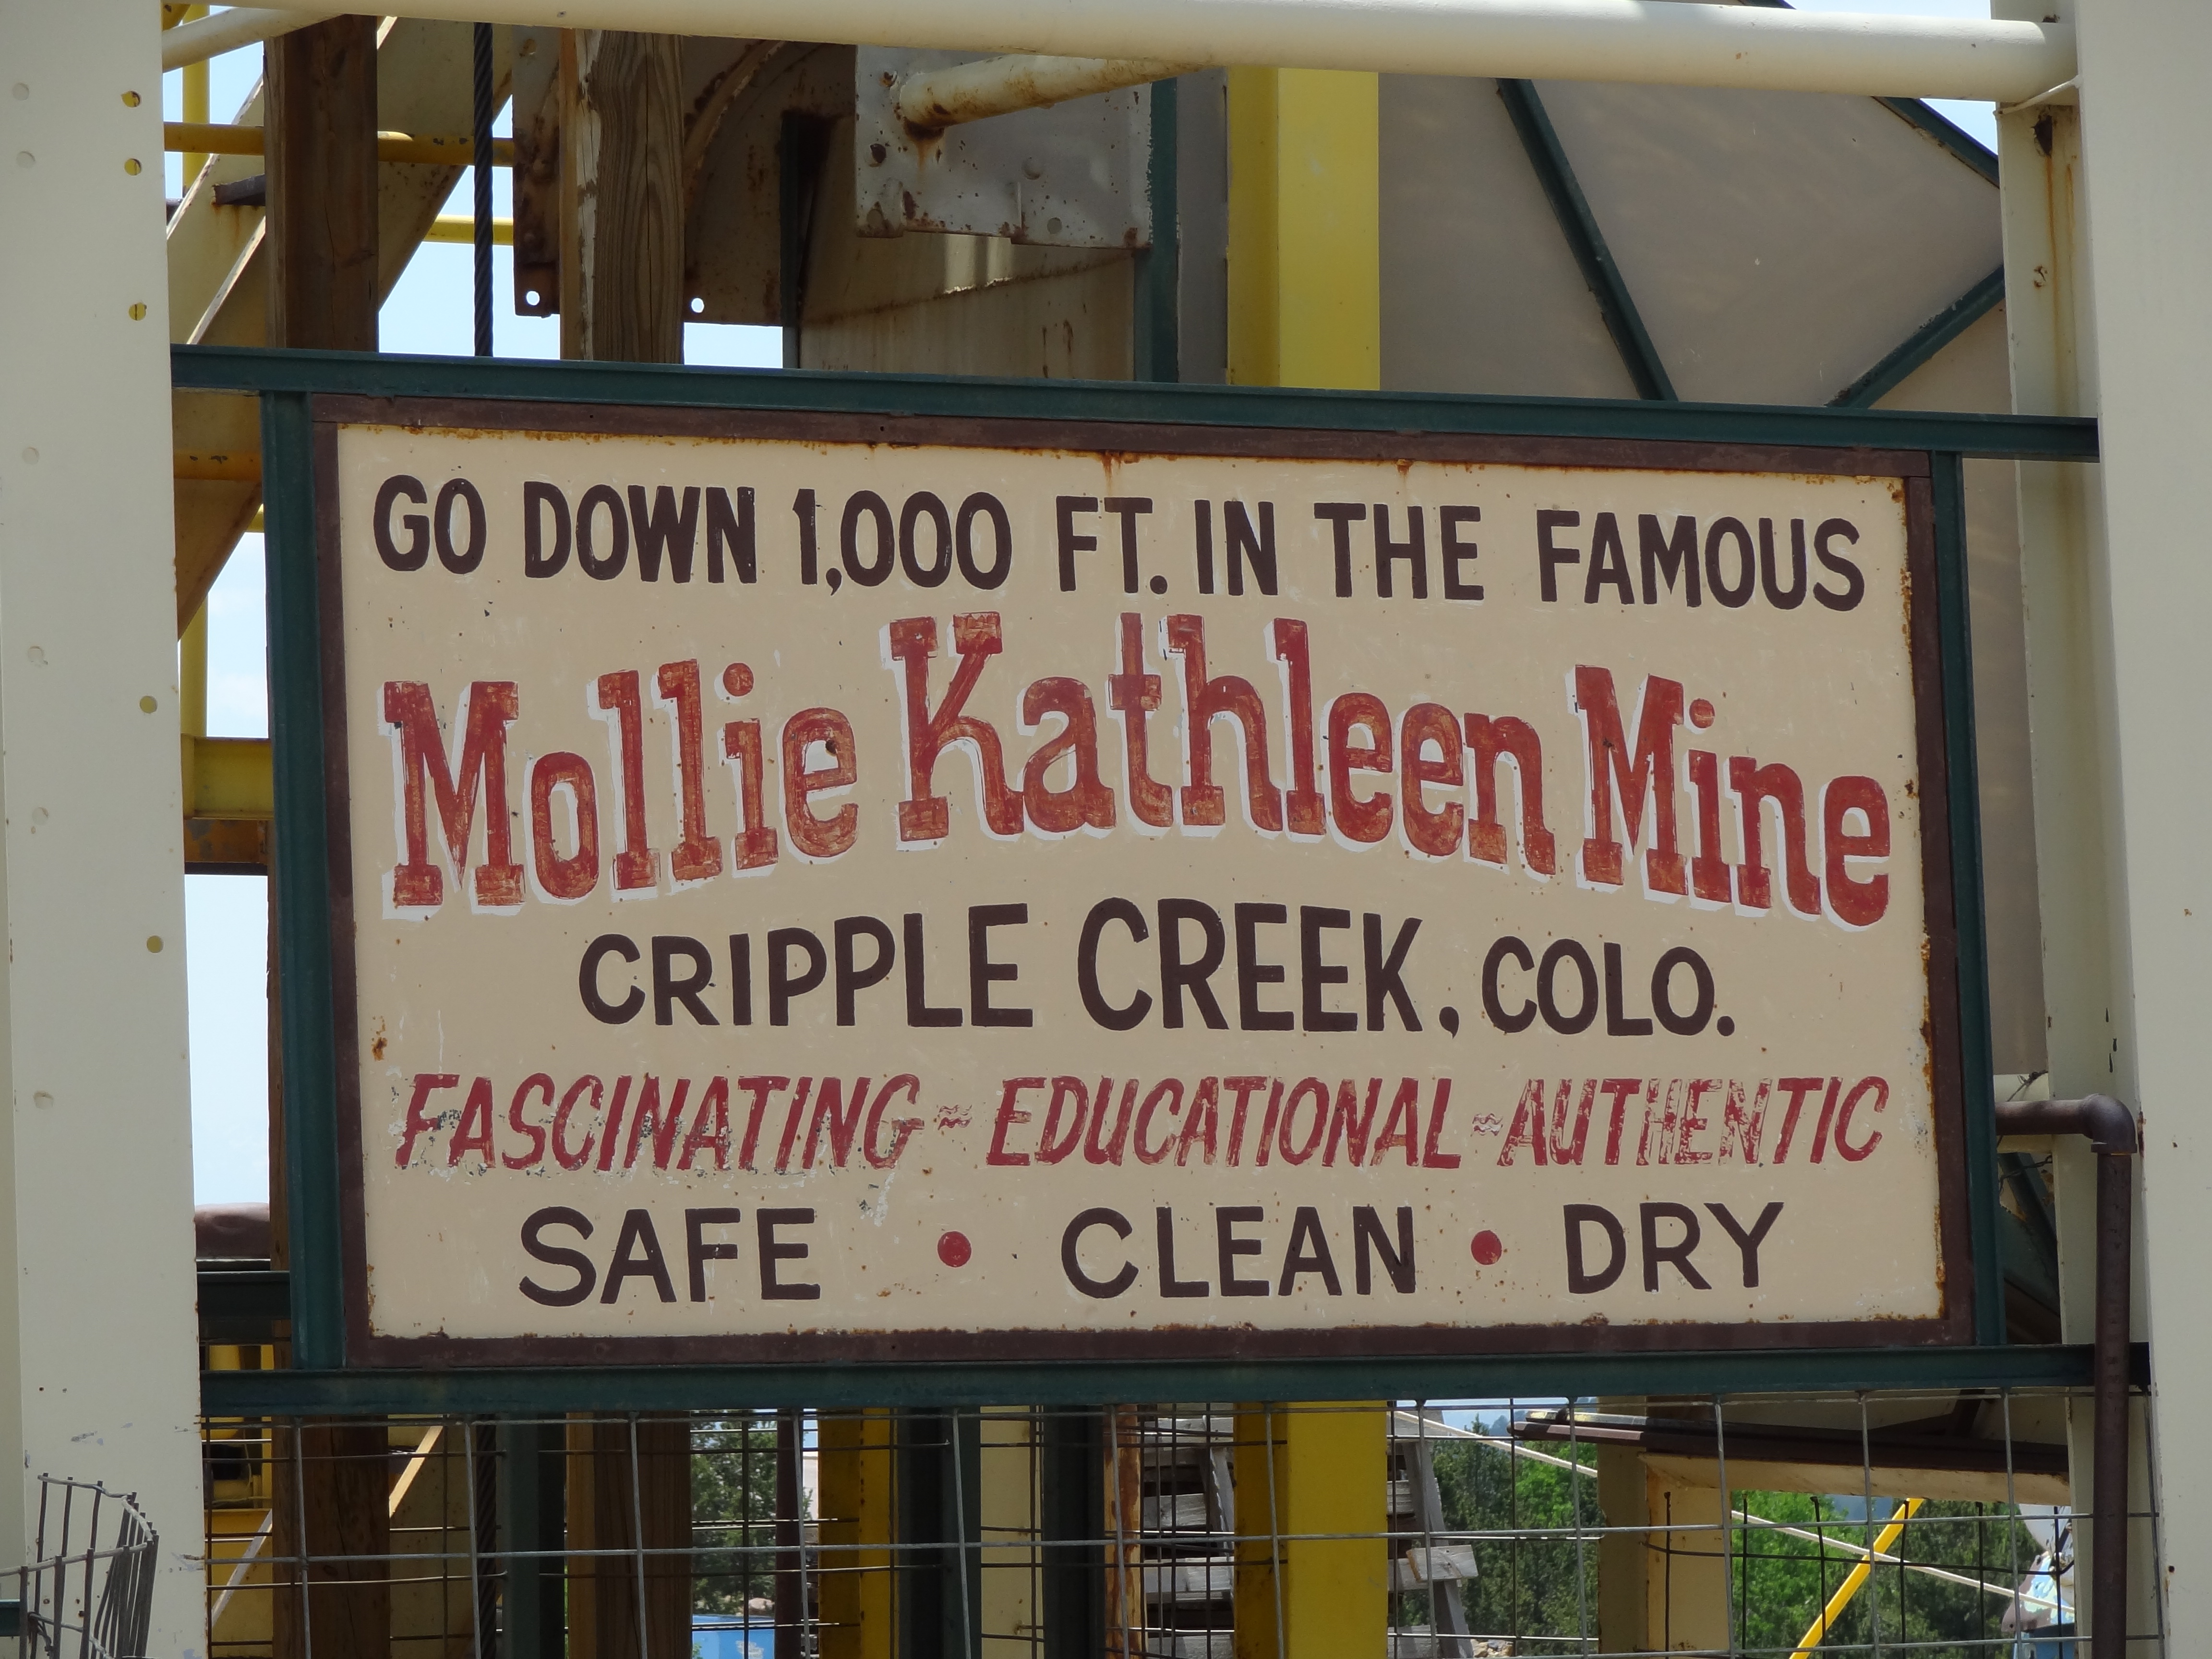 GO DOWN 1,000 FT. IN THE FAMOUS
Mollie Kathleen Mine
CRIPPLE CREEK, COLO.
FASCINATING ~ EDUCATIONAL ~ AUTHENTIC
SAFE • CLEAN • DRY